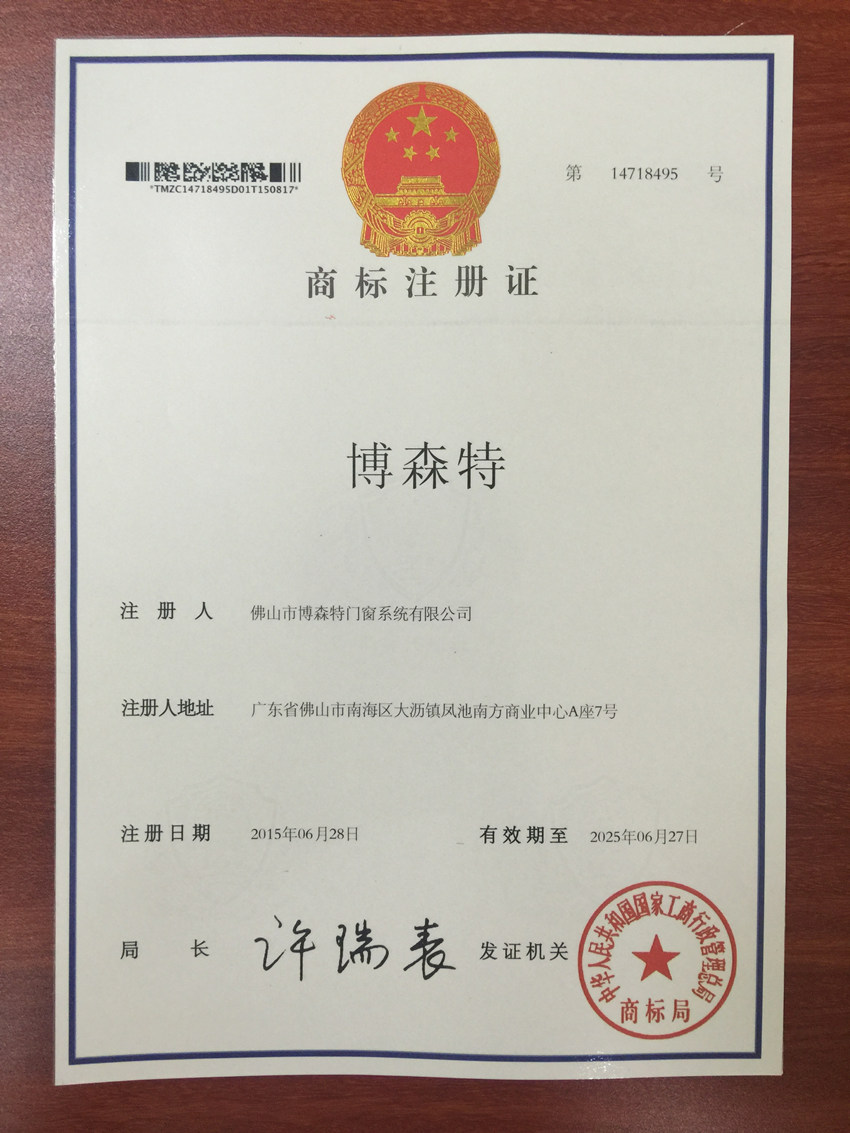 *TMZC14718495D01T150817*
第 14718495 号
商标注册证
博森特
注册人 佛山市博森特门窗系统有限公司
注册人地址 广东省佛山市南海区大沥镇凤池南方商业中心A座7号
注册日期 2015年06月28日 有效期至 2025年06月27日
局长 许瑞表 发证机关
中华人民共和国国家工商行政管理总局
商标局